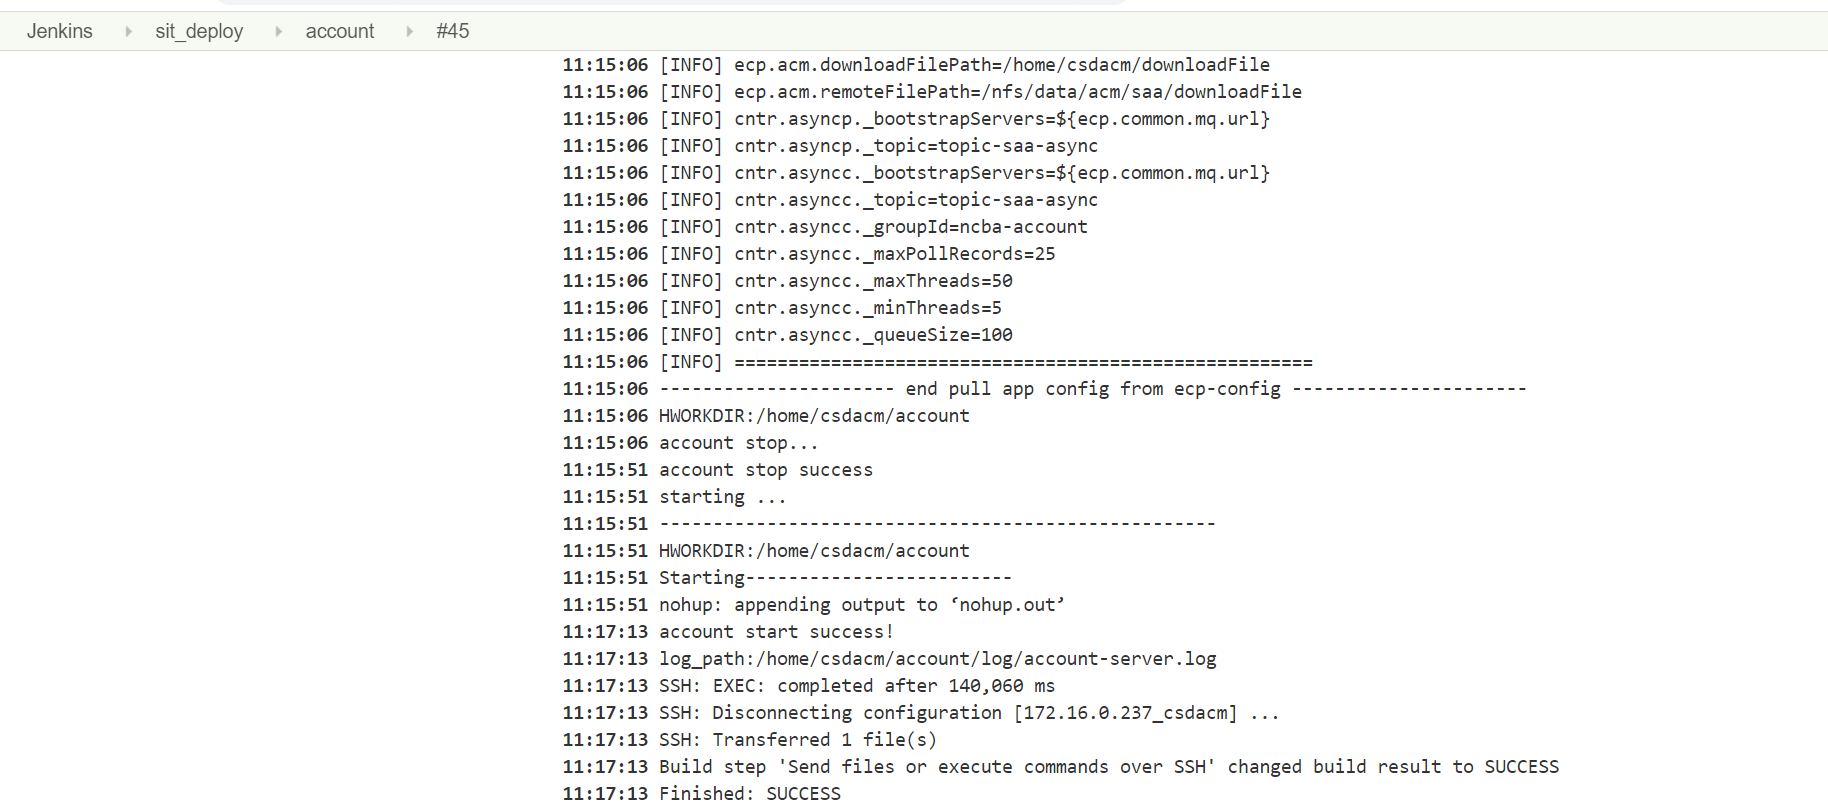 Jenkins sit_deploy account #45
11:15:06 [INFO] ecp.acm.downloadFilePath=/home/csdacm/downloadFile
11:15:06 [INFO] ecp.acm.remoteFilePath=/nfs/data/acm/saa/downloadFile
11:15:06 [INFO] cntr.asyncp._bootstrapServers=${ecp.common.mq.url}
11:15:06 [INFO] cntr.asyncp._topic=topic-saa-async
11:15:06 [INFO] cntr.asyncc._bootstrapServers=${ecp.common.mq.url}
11:15:06 [INFO] cntr.asyncc._topic=topic-saa-async
11:15:06 [INFO] cntr.asyncc._groupId=ncba-account
11:15:06 [INFO] cntr.asyncc._maxPollRecords=25
11:15:06 [INFO] cntr.asyncc._maxThreads=50
11:15:06 [INFO] cntr.asyncc._minThreads=5
11:15:06 [INFO] cntr.asyncc._queueSize=100
11:15:06 [INFO] ======================================================
11:15:06 ---------------------- end pull app config from ecp-config ----------------------
11:15:06 HWORKDIR:/home/csdacm/account
11:15:06 account stop...
11:15:51 account stop success
11:15:51 starting ...
11:15:51 ----------------------------------------------------
11:15:51 HWORKDIR:/home/csdacm/account
11:15:51 Starting-------------------------
11:15:51 nohup: appending output to ‘nohup.out’
11:17:13 account start success!
11:17:13 log_path:/home/csdacm/account/log/account-server.log
11:17:13 SSH: EXEC: completed after 140,060 ms
11:17:13 SSH: Disconnecting configuration [172.16.0.237_csdacm] ...
11:17:13 SSH: Transferred 1 file(s)
11:17:13 Build step 'Send files or execute commands over SSH' changed build result to SUCCESS
11:17:13 Finished: SUCCESS